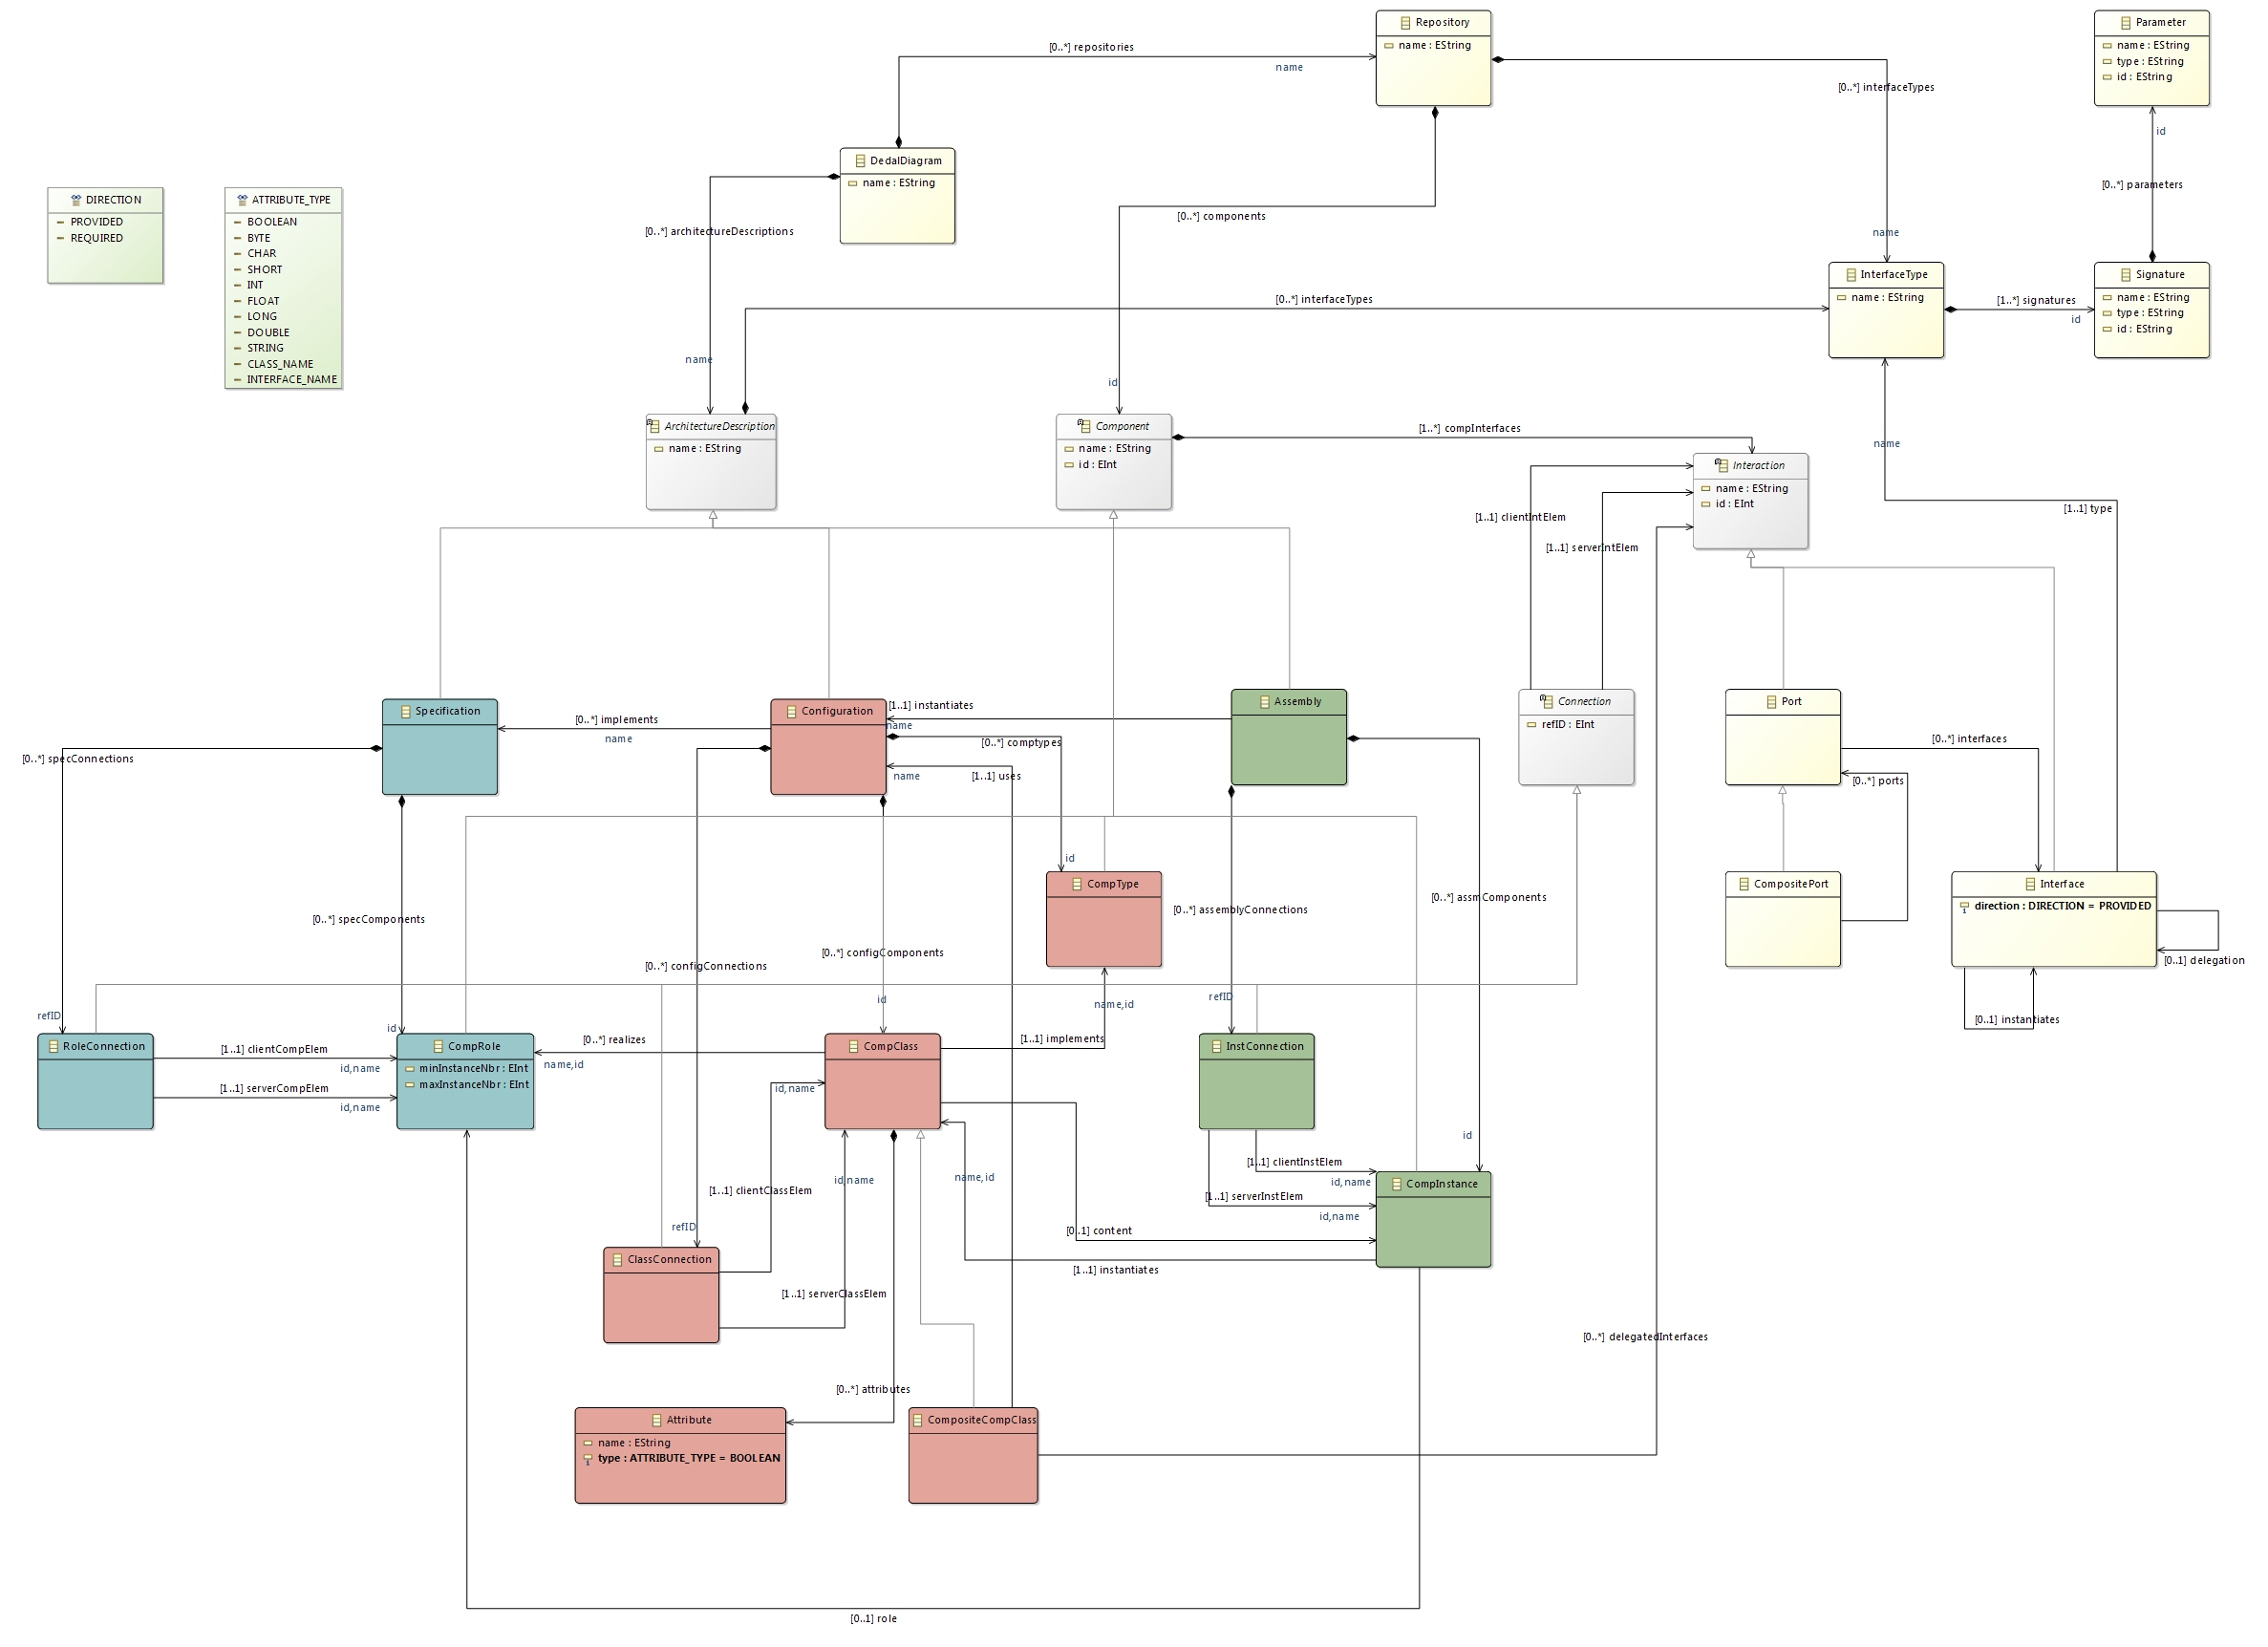 Repository
name : EString
Parameter
name : EString
type : EString
id : EString
[0..*] repositories
name
[0..*] interfaceTypes
id
DedalDiagram
name : EString
[0..*] parameters
DIRECTION
PROVIDED
REQUIRED
ATTRIBUTE_TYPE
BOOLEAN
BYTE
CHAR
SHORT
INT
FLOAT
LONG
DOUBLE
STRING
CLASS_NAME
INTERFACE_NAME
[0..*] components
[0..*] architectureDescriptions
name
InterfaceType
name : EString
Signature
name : EString
type : EString
id : EString
[0..*] interfaceTypes
[1..*] signatures
id
name
id
ArchitectureDescription
name : EString
Component
name : EString
id : EInt
[1..*] compInterfaces
name
Interaction
name : EString
id : EInt
[1..1] type
[1..1] clientIntElem
[1..1] serverIntElem
Specification
Configuration
Assembly
Connection
refID : EInt
Port
[0..*] implements
name
[1..1] instantiates
name
[0..*] comptypes
[1..1] uses
name
[0..*] interfaces
[0..*] ports
[0..*] specConnections
id
CompType
CompositePort
Interface
direction : DIRECTION = PROVIDED
[0..*] specComponents
[0..*] assemblyConnections
[0..*] assmComponents
[0..*] configConnections
[0..*] configComponents
[0..1] delegation
id
name,id
refID
refID
id
[0..1] instantiates
RoleConnection
[1..1] clientCompElem
id,name
[1..1] serverCompElem
id,name
CompRole
minInstanceNbr : EInt
maxInstanceNbr : EInt
[0..*] realizes
name,id
CompClass
[1..1] implements
InstConnection
id,name
id
[1..1] clientInstElem
id,name
[1..1] serverInstElem
id,name
CompInstance
id,name
name,id
[1..1] clientClassElem
refID
[0..1] content
ClassConnection
[1..1] instantiates
[1..1] serverClassElem
[0..*] delegatedInterfaces
[0..*] attributes
Attribute
name : EString
type : ATTRIBUTE_TYPE = BOOLEAN
CompositeCompClass
[0..1] role